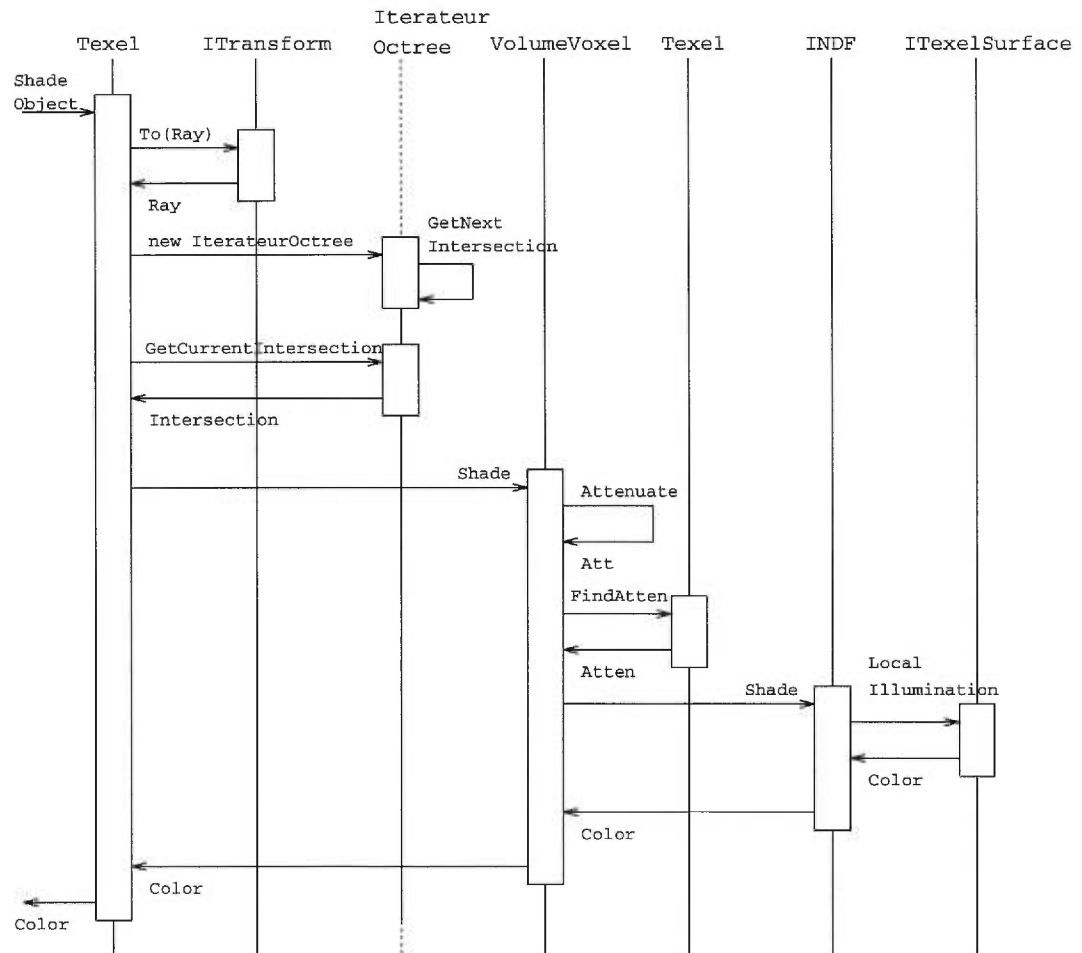 Iterateur
Octree
Texel
ITransform
VolumeVoxel
Texel
INDF
ITexelSurface
Shade
Object
To(Ray)
Ray
GetNext
Intersection
new IterateurOctree
GetCurrentIntersection
Intersection
Shade
Attenuate
Att
FindAtten
Atten
Shade
Local
Illumination
Color
Color
Color
Color